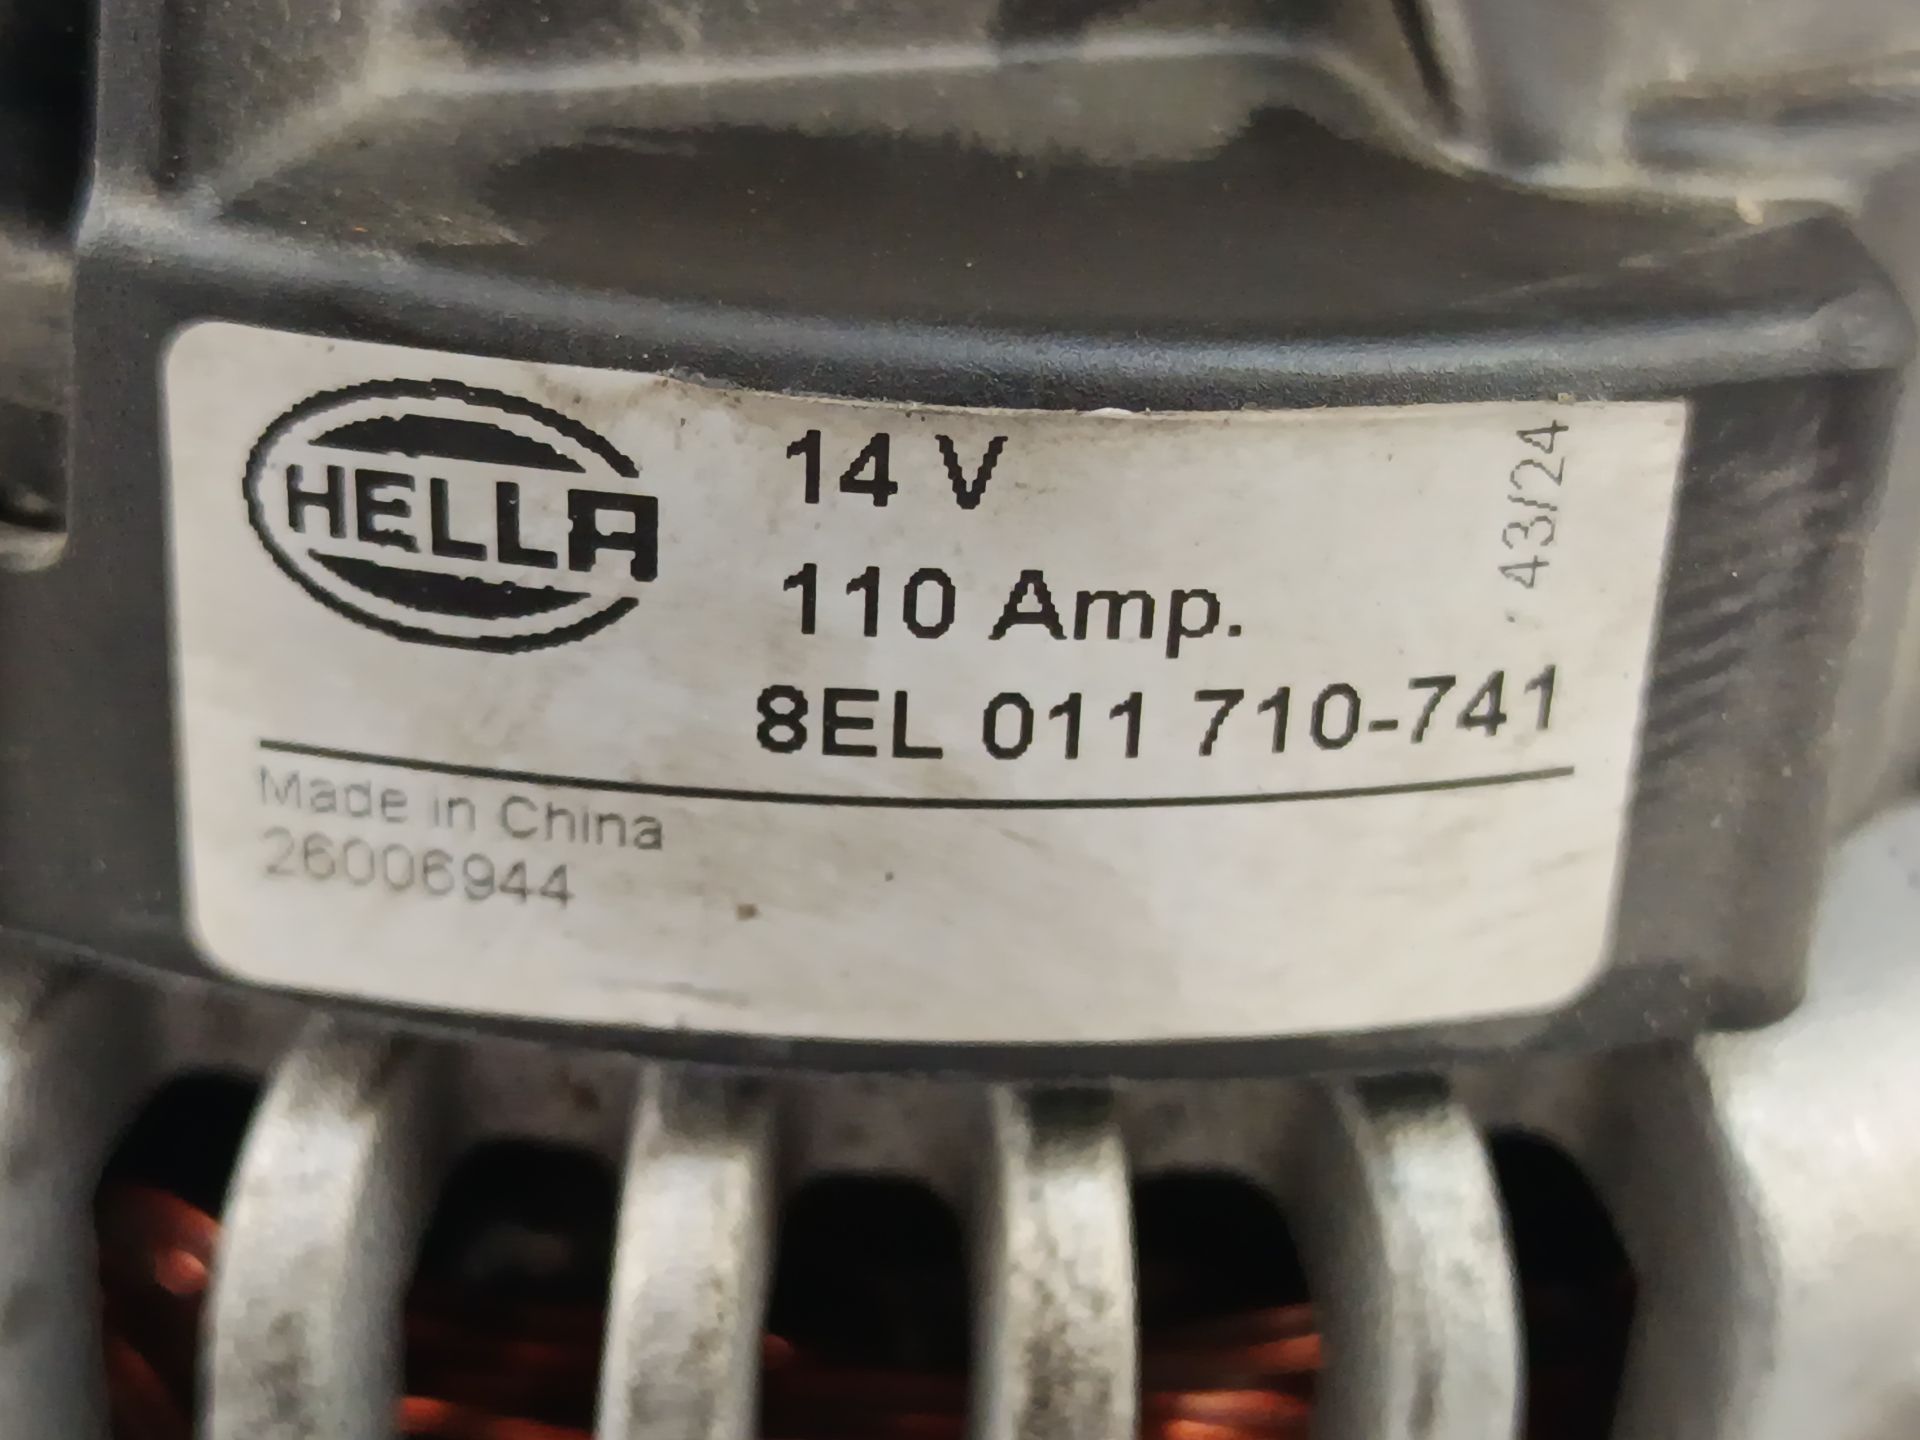 HELLA
14 V
110 Amp.
8EL 011 710-741
43/24
Made in China
26006944